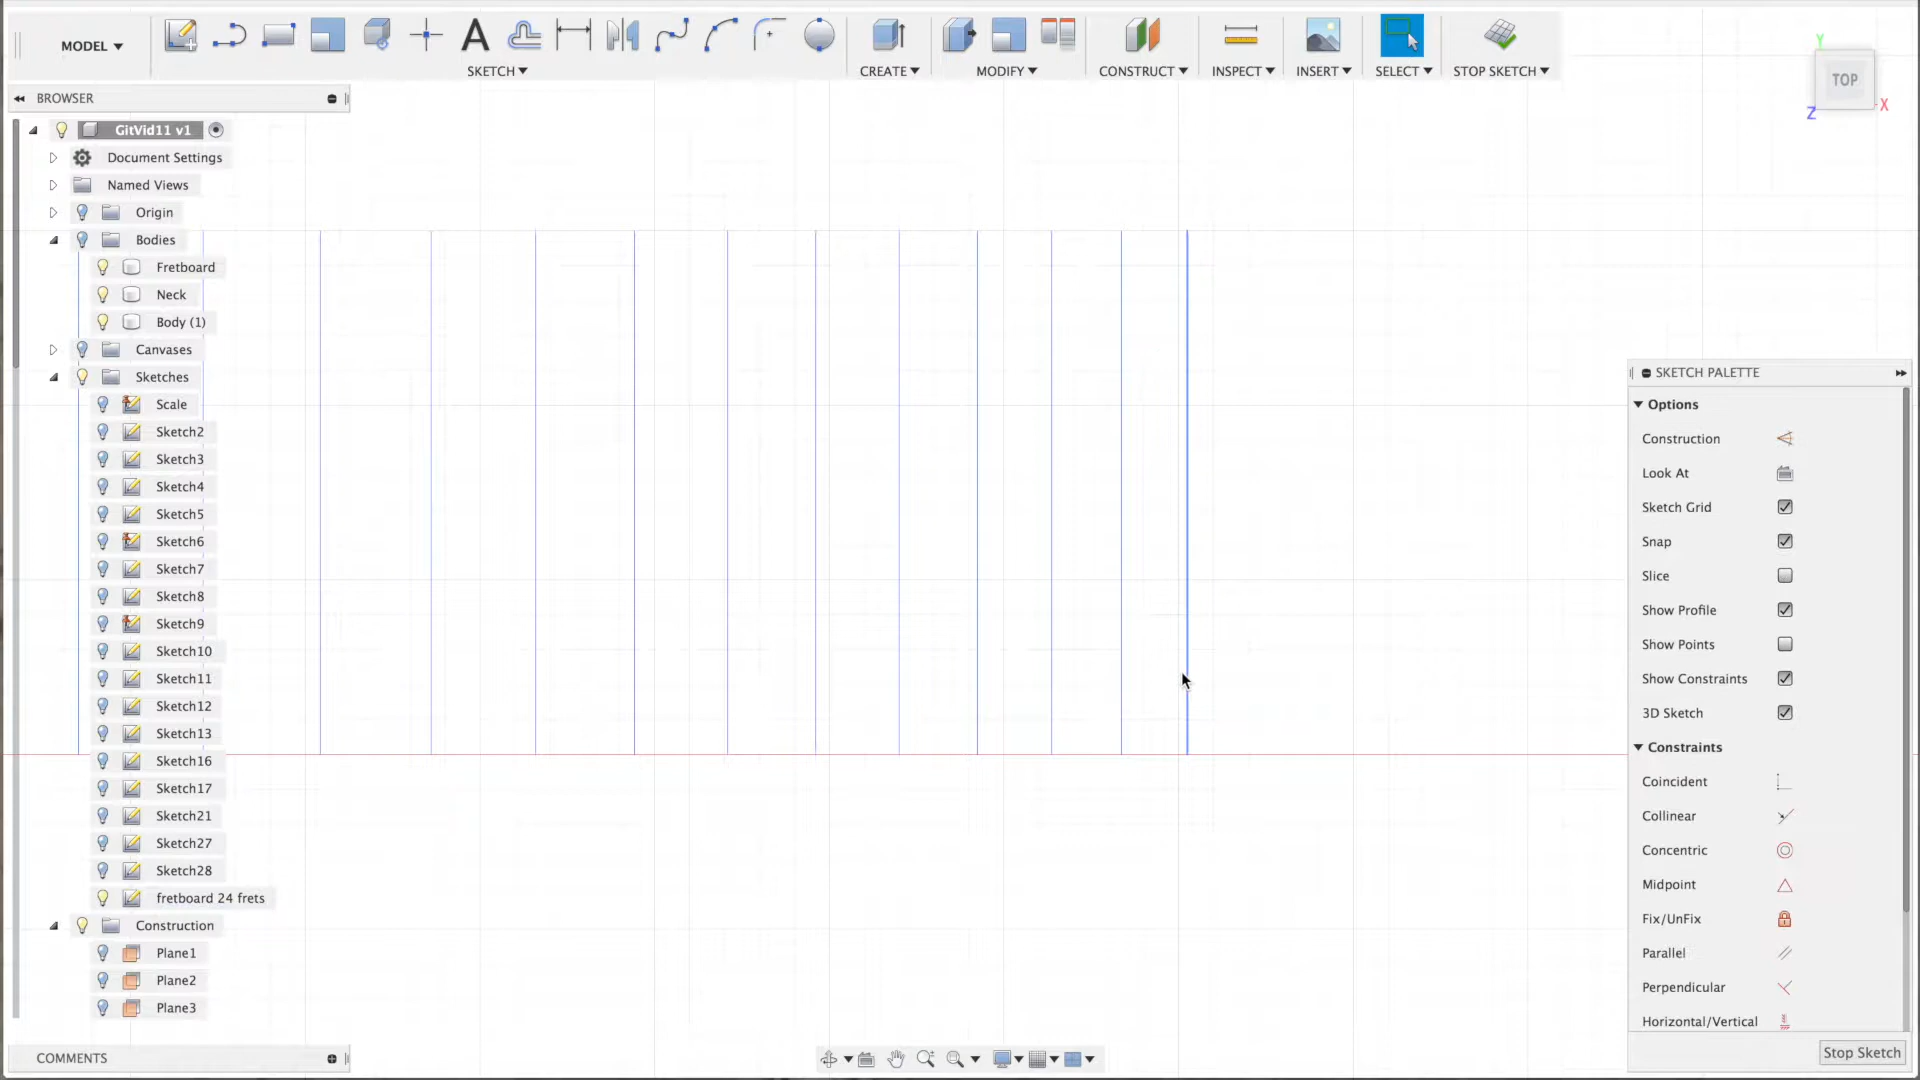 MODEL ▼
SKETCH ▼
CREATE ▼
MODIFY ▼
CONSTRUCT ▼
INSPECT ▼
INSERT ▼
SELECT ▼
STOP SKETCH ▼
Y
TOP
X
Z
BROWSER
GitVid11 v1
Document Settings
Named Views
Origin
Bodies
Fretboard
Neck
Body (1)
Canvases
Sketches
Scale
Sketch2
Sketch3
Sketch4
Sketch5
Sketch6
Sketch7
Sketch8
Sketch9
Sketch10
Sketch11
Sketch12
Sketch13
Sketch16
Sketch17
Sketch21
Sketch27
Sketch28
fretboard 24 frets
Construction
Plane1
Plane2
Plane3
COMMENTS
SKETCH PALETTE
Options
Construction
Look At
Sketch Grid
Snap
Slice
Show Profile
Show Points
Show Constraints
3D Sketch
Constraints
Coincident
Collinear
Concentric
Midpoint
Fix/UnFix
Parallel
Perpendicular
Horizontal/Vertical
Stop Sketch